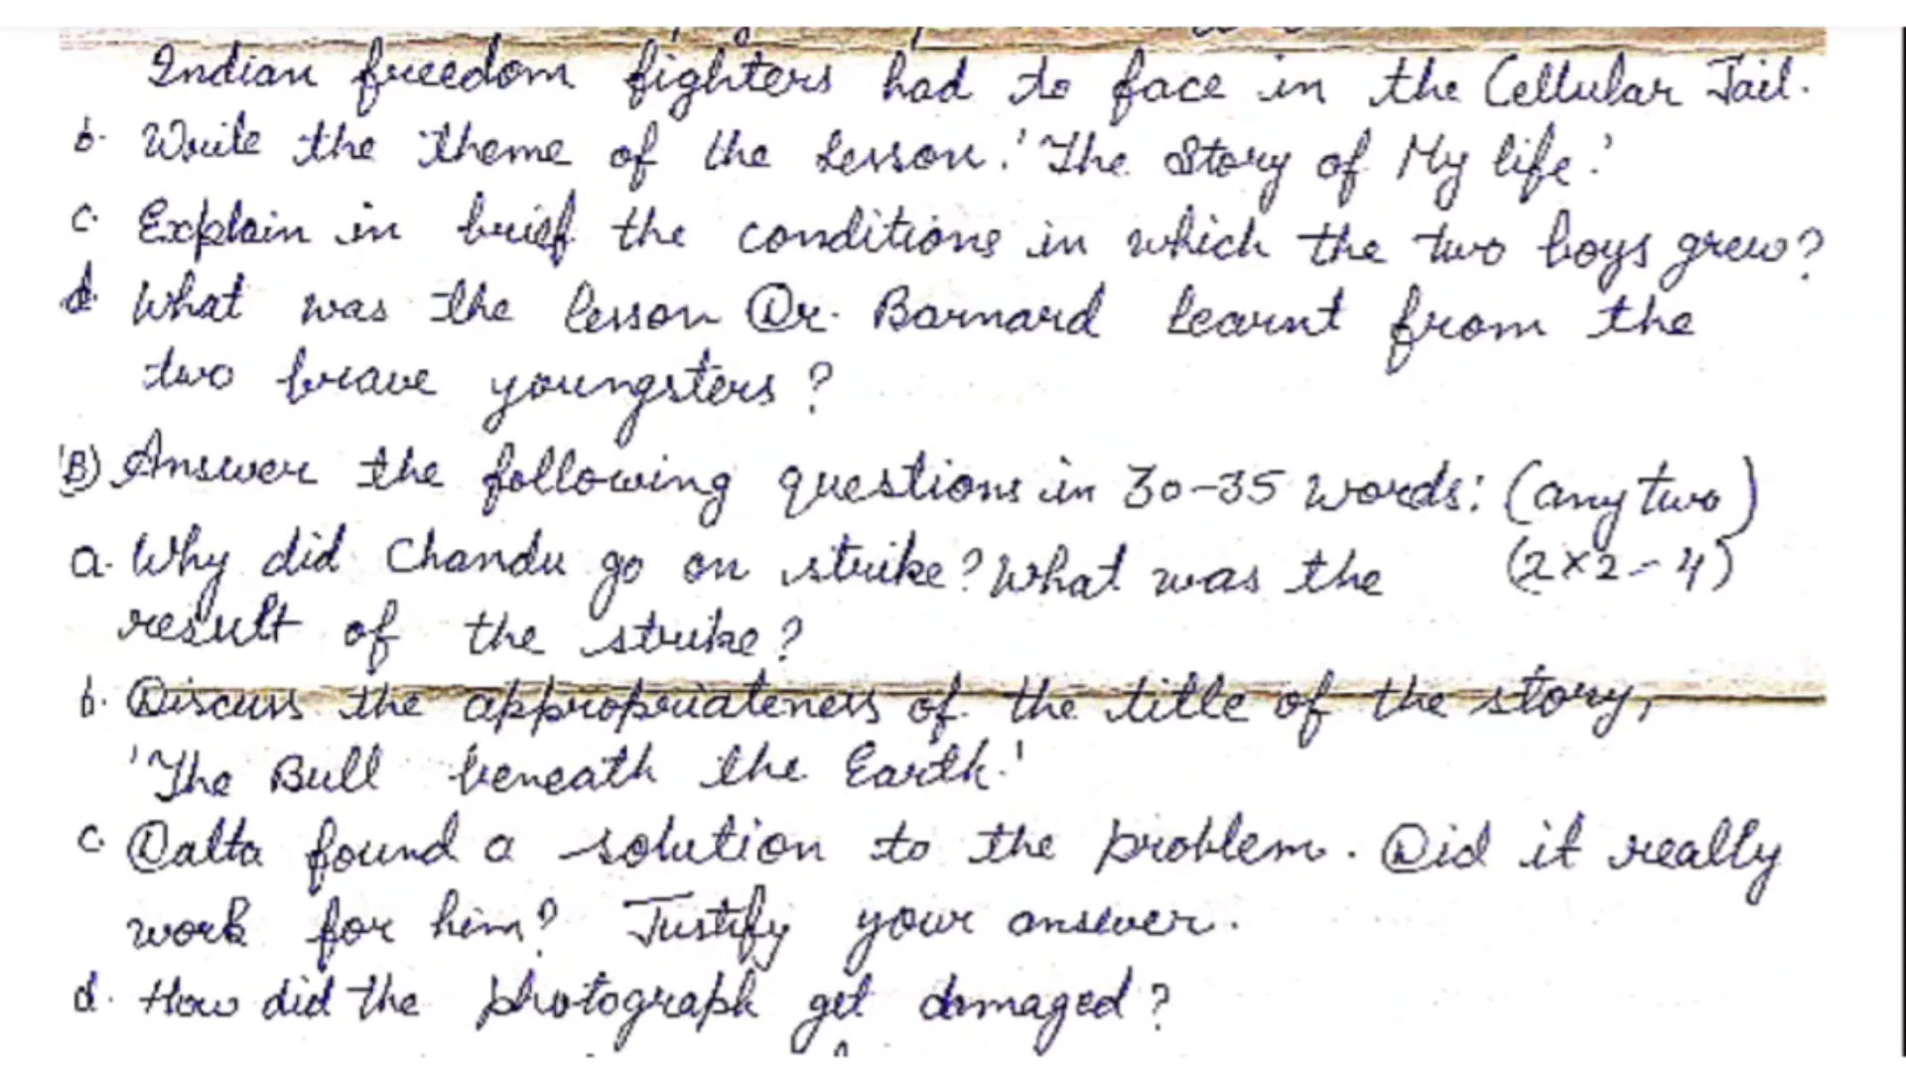 Indian freedom fighters had to face in the Cellular Jail.
b. Write the theme of the lesson. 'The Story of My life.'
c. Explain in brief the conditions in which the two boys grew?
d. What was the lesson Dr. Barnard learnt from the
two brave youngsters?
(B) Answer the following questions in 30-35 words: (any two)
a. Why did Chandu go on strike? What was the (2x2-4)
result of the strike?
b. Discuss the appropriateness of the title of the story,
'The Bull beneath the Earth.'
c. Dalta found a solution to the problem. Did it really
work for him? Justify your answer.
d. How did the photograph get damaged?